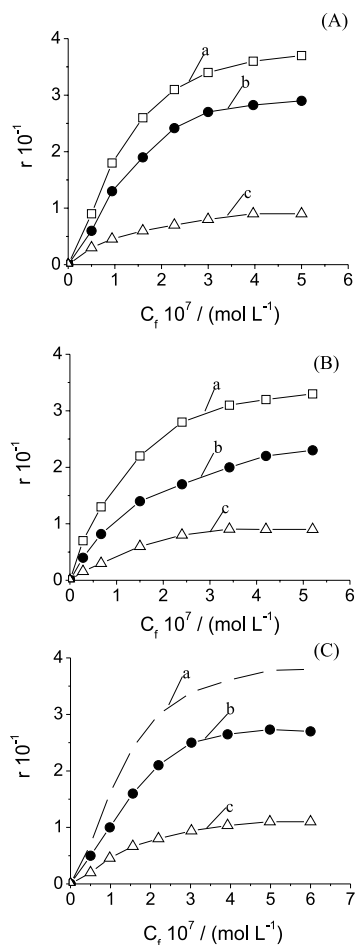 (A)
4
a
3
b
2
1
c
0
0 1 2 3 4 5 6
r 10⁻¹
C_f 10⁷ / (mol L⁻¹)
(B)
4
a
3
b
2
1
c
0
0 1 2 3 4 5 6
r 10⁻¹
C_f 10⁷ / (mol L⁻¹)
(C)
4
a
3
b
2
1
c
0
0 1 2 3 4 5 6 7
r 10⁻¹
C_f 10⁷ / (mol L⁻¹)